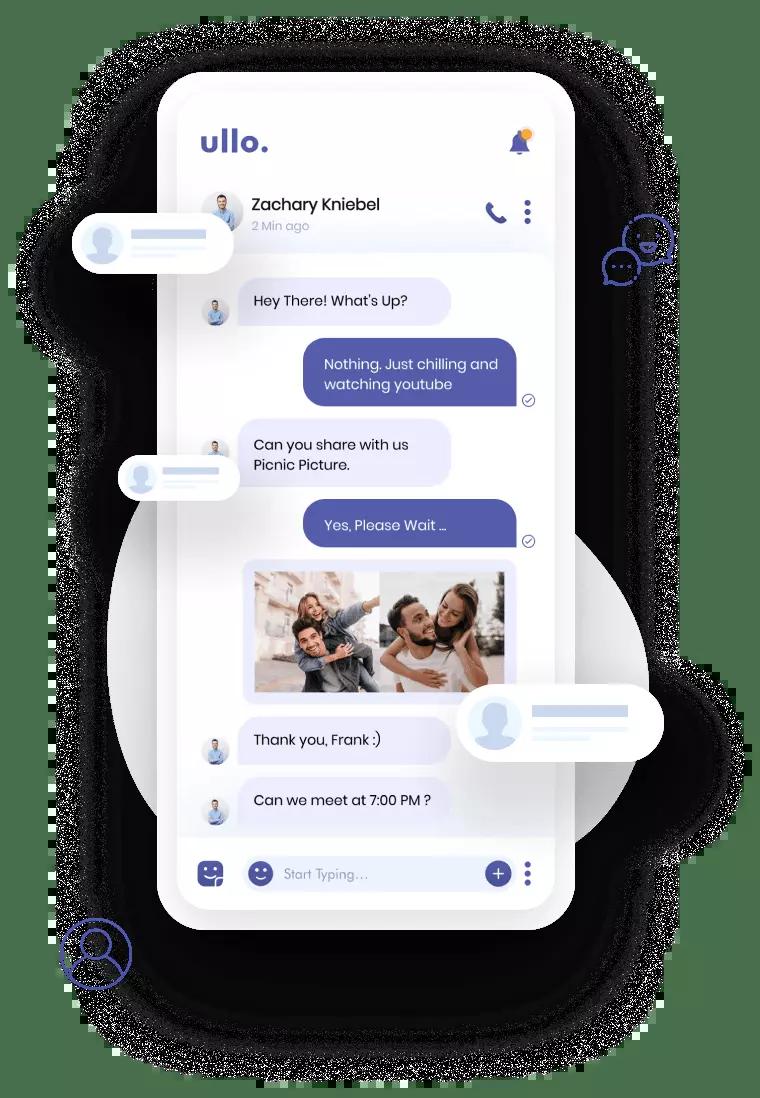 ullo.
Zachary Kniebel
2 Min ago
Hey There! What's Up?
Nothing. Just chilling and
watching youtube
Can you share with us
Picnic Picture.
Yes, Please Wait ...
Thank you, Frank :)
Can we meet at 7:00 PM ?
Start Typing...